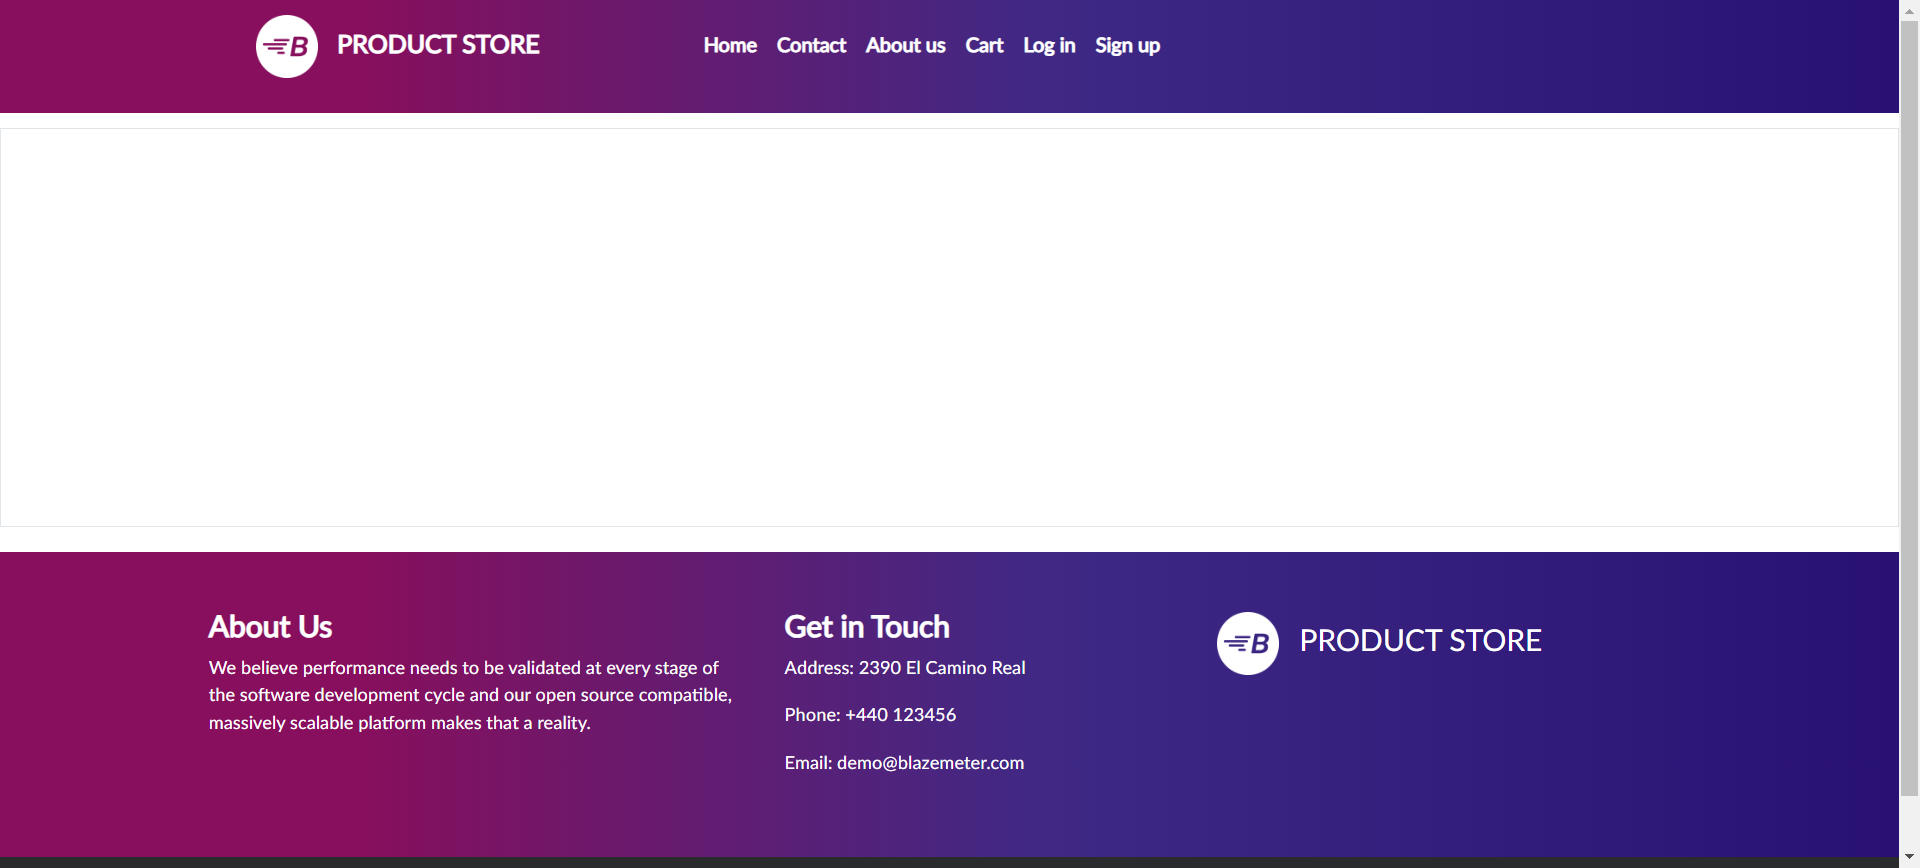 B PRODUCT STORE Home Contact About us Cart Log in Sign up
About Us
We believe performance needs to be validated at every stage of
the software development cycle and our open source compatible,
massively scalable platform makes that a reality.
Get in Touch
Address: 2390 El Camino Real
Phone: +440 123456
Email: demo@blazemeter.com
B PRODUCT STORE